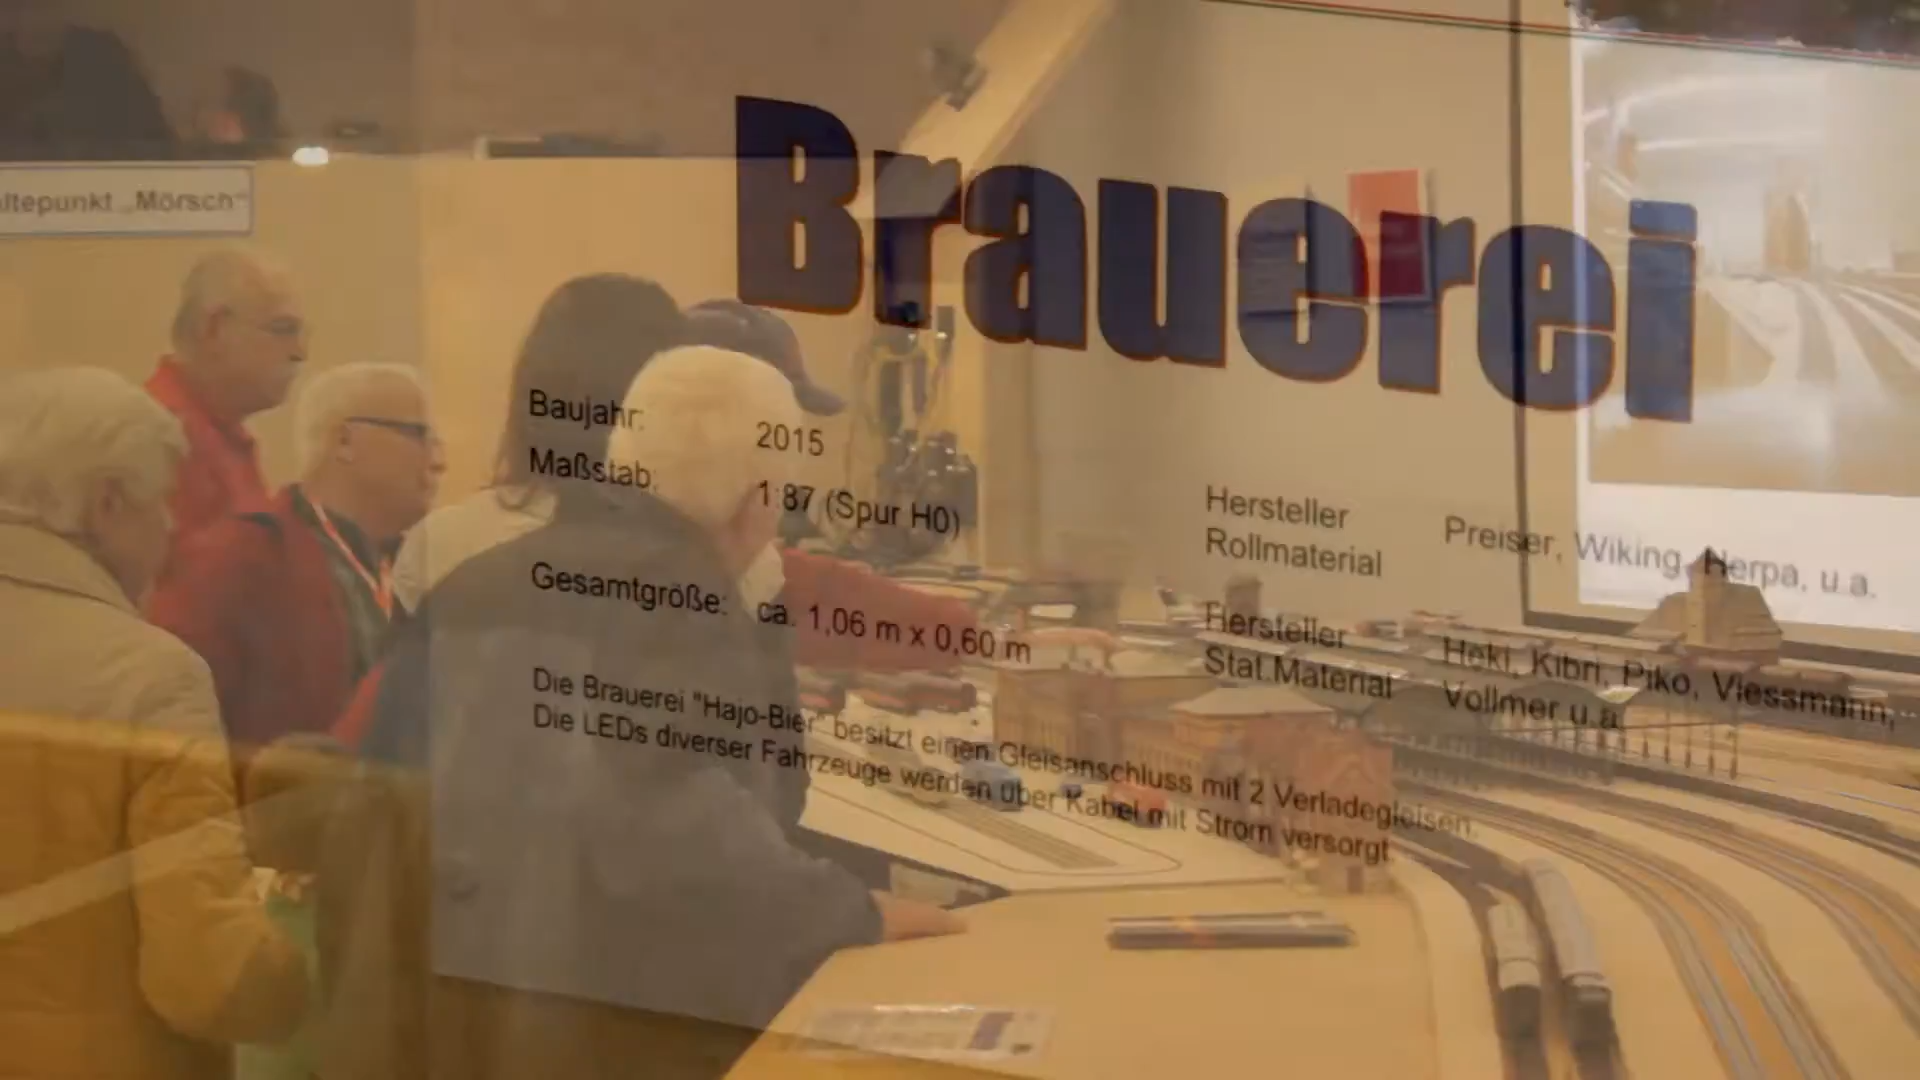 Brauerei
ltepunkt „Mörsch“
Baujahr: 2015
Maßstab: 1:87 (Spur H0)
Gesamtgröße: ca. 1,06 m x 0,60 m
Hersteller
Rollmaterial
Preiser, Wiking, Herpa, u.a.
Hersteller
Stat.Material
Heki, Kibri, Piko, Viessmann,
Vollmer u.a.
Die Brauerei "Hajo-Bier" besitzt einen Gleisanschluss mit 2 Verladegleisen.
Die LEDs diverser Fahrzeuge werden über Kabel mit Strom versorgt.